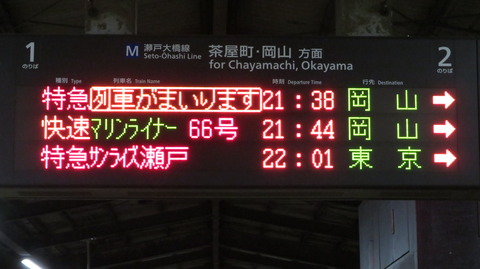 1 のりば M 瀬戸大橋線 Seto-Ohashi Line 茶屋町・岡山 方面 for Chayamachi, Okayama 2 のりば
種別 Type 列車名 Train Name 時刻 Departure Time 行先 Destination
特急 列車がまいります 21:38 岡山 ➡
快速 マリンライナー 66号 21:44 岡山 ➡
特急 サンライズ瀬戸 22:01 東京 ➡